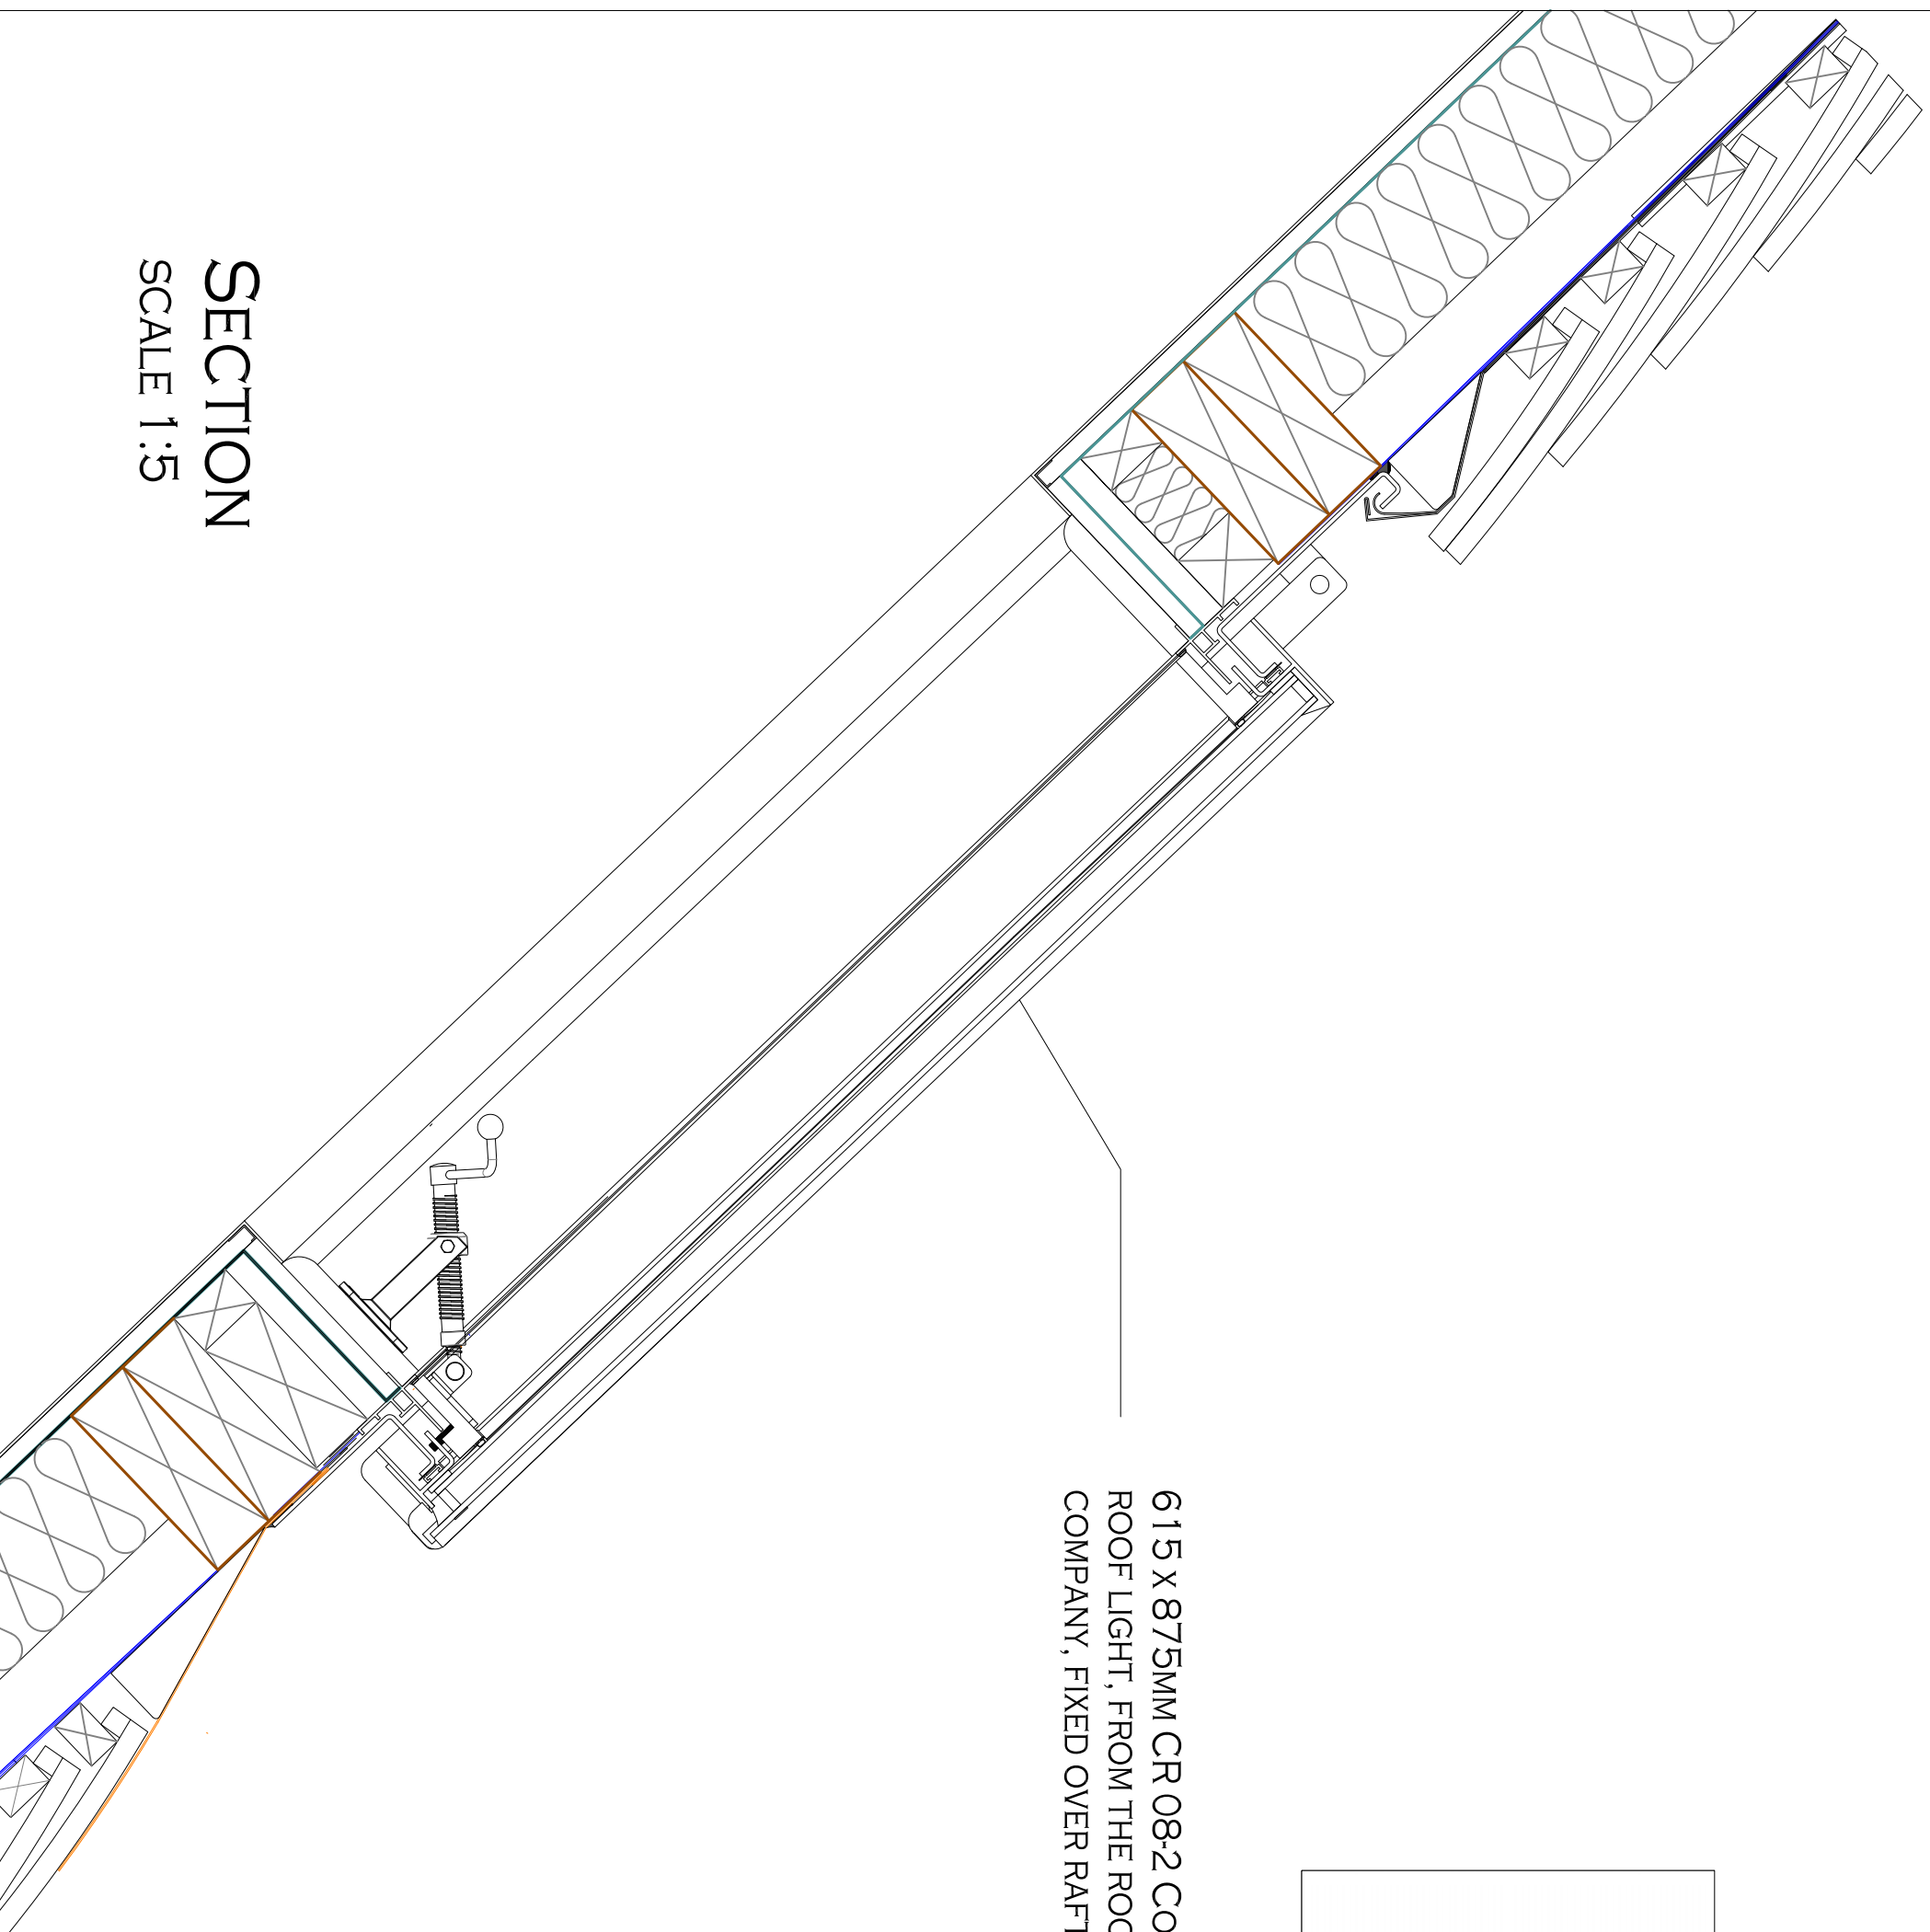 SECTION
SCALE 1:5
615 x 875MM CR 08-2 CO
ROOF LIGHT, FROM THE ROO
COMPANY, FIXED OVER RAFT